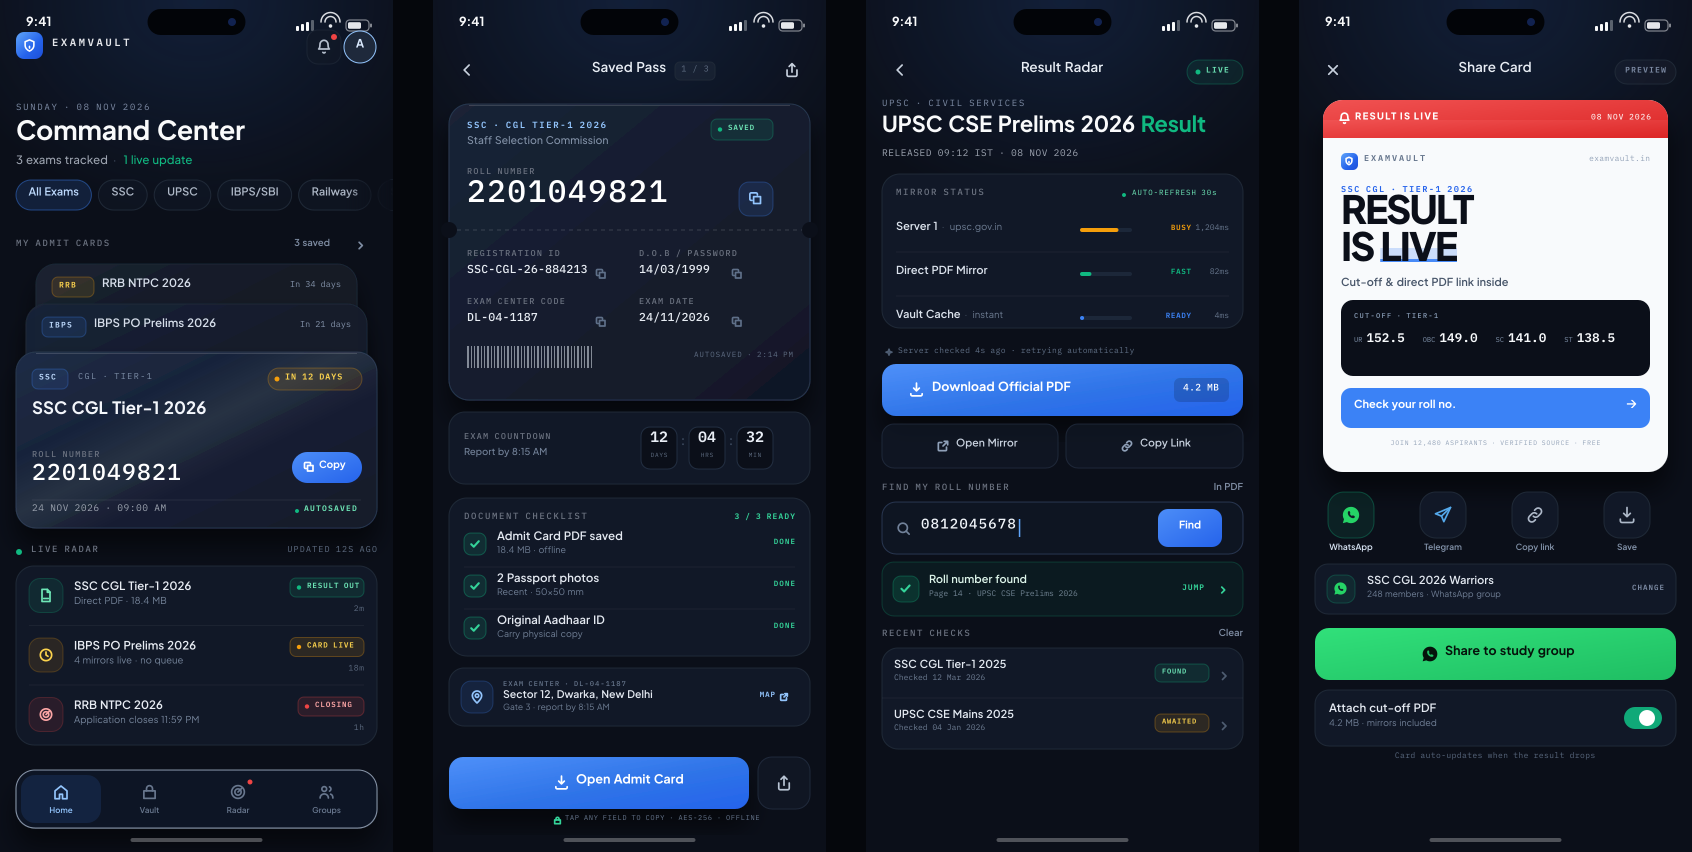 9:41
EXAMVAULT
A
SUNDAY · 08 NOV 2026
Command Center
3 exams tracked · 1 live update
All Exams
SSC
UPSC
IBPS/SBI
Railways
MY ADMIT CARDS
3 saved
RRB
RRB NTPC 2026
In 34 days
IBPS
IBPS PO Prelims 2026
In 21 days
SSC
CGL · TIER-1
IN 12 DAYS
SSC CGL Tier-1 2026
ROLL NUMBER
2201049821
Copy
24 NOV 2026 · 09:00 AM
AUTOSAVED
LIVE RADAR
UPDATED 12S AGO
SSC CGL Tier-1 2026
RESULT OUT
Direct PDF · 18.4 MB
2m
IBPS PO Prelims 2026
CARD LIVE
4 mirrors live · no queue
18m
RRB NTPC 2026
CLOSING
Application closes 11:59 PM
1h
Home
Vault
Radar
Groups
9:41
Saved Pass
1 / 3
SSC · CGL TIER-1 2026
Staff Selection Commission
SAVED
ROLL NUMBER
2201049821
REGISTRATION ID
D.O.B / PASSWORD
SSC-CGL-26-884213
14/03/1999
EXAM CENTER CODE
EXAM DATE
DL-04-1187
24/11/2026
AUTOSAVED · 2:14 PM
EXAM COUNTDOWN
Report by 8:15 AM
12 : 04 : 32
DAYS HRS MIN
DOCUMENT CHECKLIST
3 / 3 READY
Admit Card PDF saved
18.4 MB · offline
DONE
2 Passport photos
Recent · 50×50 mm
DONE
Original Aadhaar ID
Carry physical copy
DONE
EXAM CENTER · DL-04-1187
Sector 12, Dwarka, New Delhi
Gate 3 · report by 8:15 AM
MAP
Open Admit Card
TAP ANY FIELD TO COPY · AES-256 · OFFLINE
9:41
Result Radar
LIVE
UPSC · CIVIL SERVICES
UPSC CSE Prelims 2026 Result
RELEASED 09:12 IST · 08 NOV 2026
MIRROR STATUS
AUTO-REFRESH 30s
Server 1 · upsc.gov.in
BUSY 1,204ms
Direct PDF Mirror
FAST 82ms
Vault Cache · instant
READY 4ms
Server checked 4s ago · retrying automatically
Download Official PDF
4.2 MB
Open Mirror
Copy Link
FIND MY ROLL NUMBER
In PDF
0812045678
Find
Roll number found
Page 14 · UPSC CSE Prelims 2026
JUMP
RECENT CHECKS
Clear
SSC CGL Tier-1 2025
Checked 12 Mar 2026
FOUND
UPSC CSE Mains 2025
Checked 04 Jan 2026
AWAITED
9:41
Share Card
PREVIEW
RESULT IS LIVE
08 NOV 2026
EXAMVAULT
examvault.in
SSC CGL · TIER-1 2026
RESULT
IS LIVE
Cut-off & direct PDF link inside
CUT-OFF · TIER-1
UR 152.5 OBC 149.0 SC 141.0 ST 138.5
Check your roll no.
JOIN 12,480 ASPIRANTS · VERIFIED SOURCE · FREE
WhatsApp
Telegram
Copy link
Save
SSC CGL 2026 Warriors
248 members · WhatsApp group
CHANGE
Share to study group
Attach cut-off PDF
4.2 MB · mirrors included
Card auto-updates when the result drops